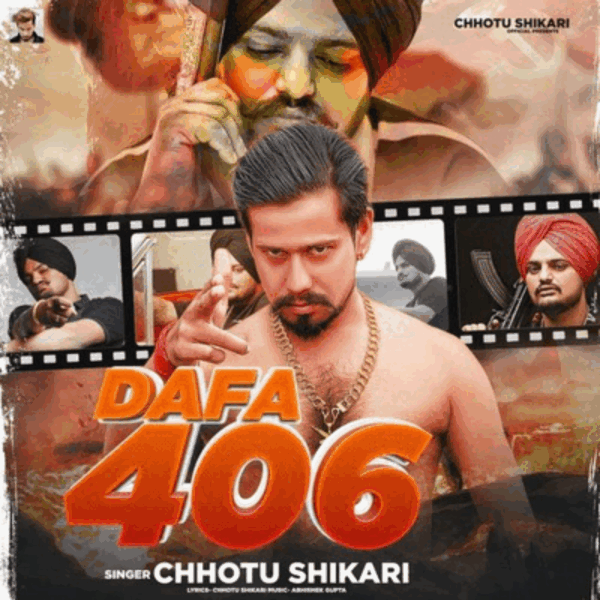 CHHOTU SHIKARI
OFFICIAL PRESENTS
DAFA
406
SINGER CHHOTU SHIKARI
LYRICS- CHHOTU SHIKARI MUSIC- ABHISHEK GUPTA